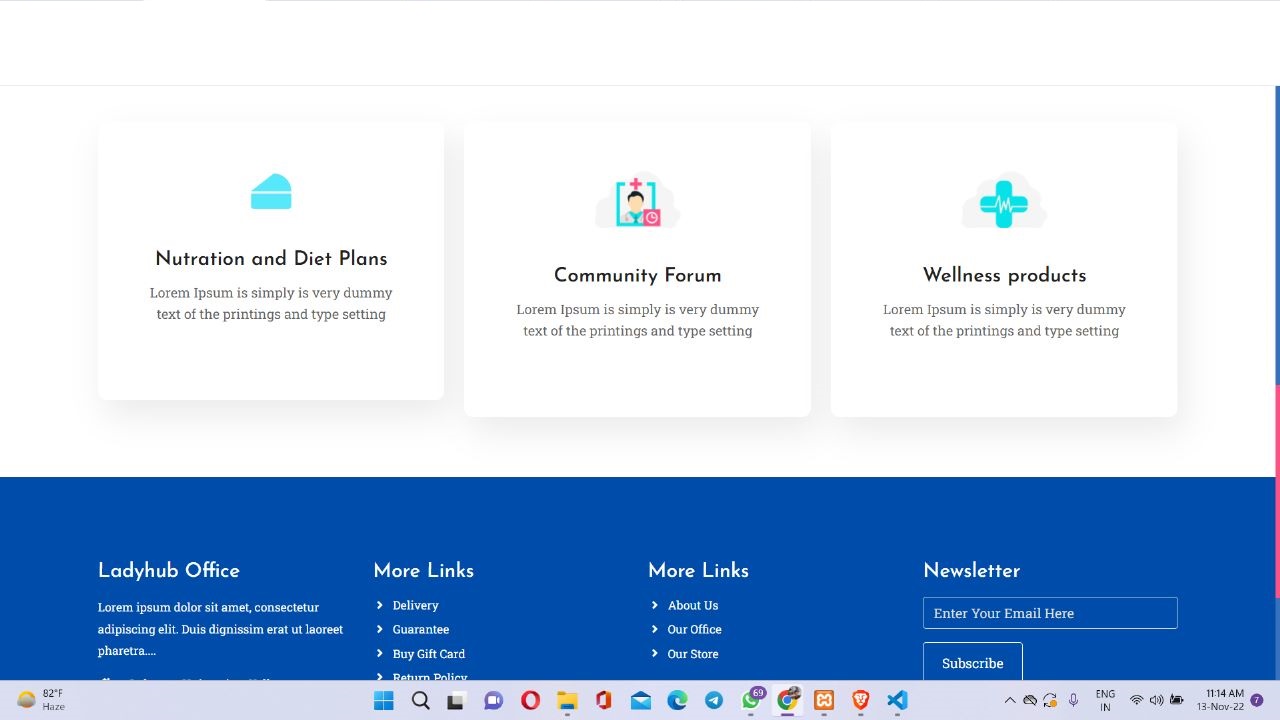 Nutration and Diet Plans
Lorem Ipsum is simply is very dummy
text of the printings and type setting
Community Forum
Lorem Ipsum is simply is very dummy
text of the printings and type setting
Wellness products
Lorem Ipsum is simply is very dummy
text of the printings and type setting
Ladyhub Office
Lorem ipsum dolor sit amet, consectetur
adipiscing elit. Duis dignissim erat ut laoreet
pharetra....
More Links
Delivery
Guarantee
Buy Gift Card
Return Policy
More Links
About Us
Our Office
Our Store
Newsletter
Enter Your Email Here
Subscribe
82°F
Haze
69
ENG
IN
11:14 AM
13-Nov-22
7